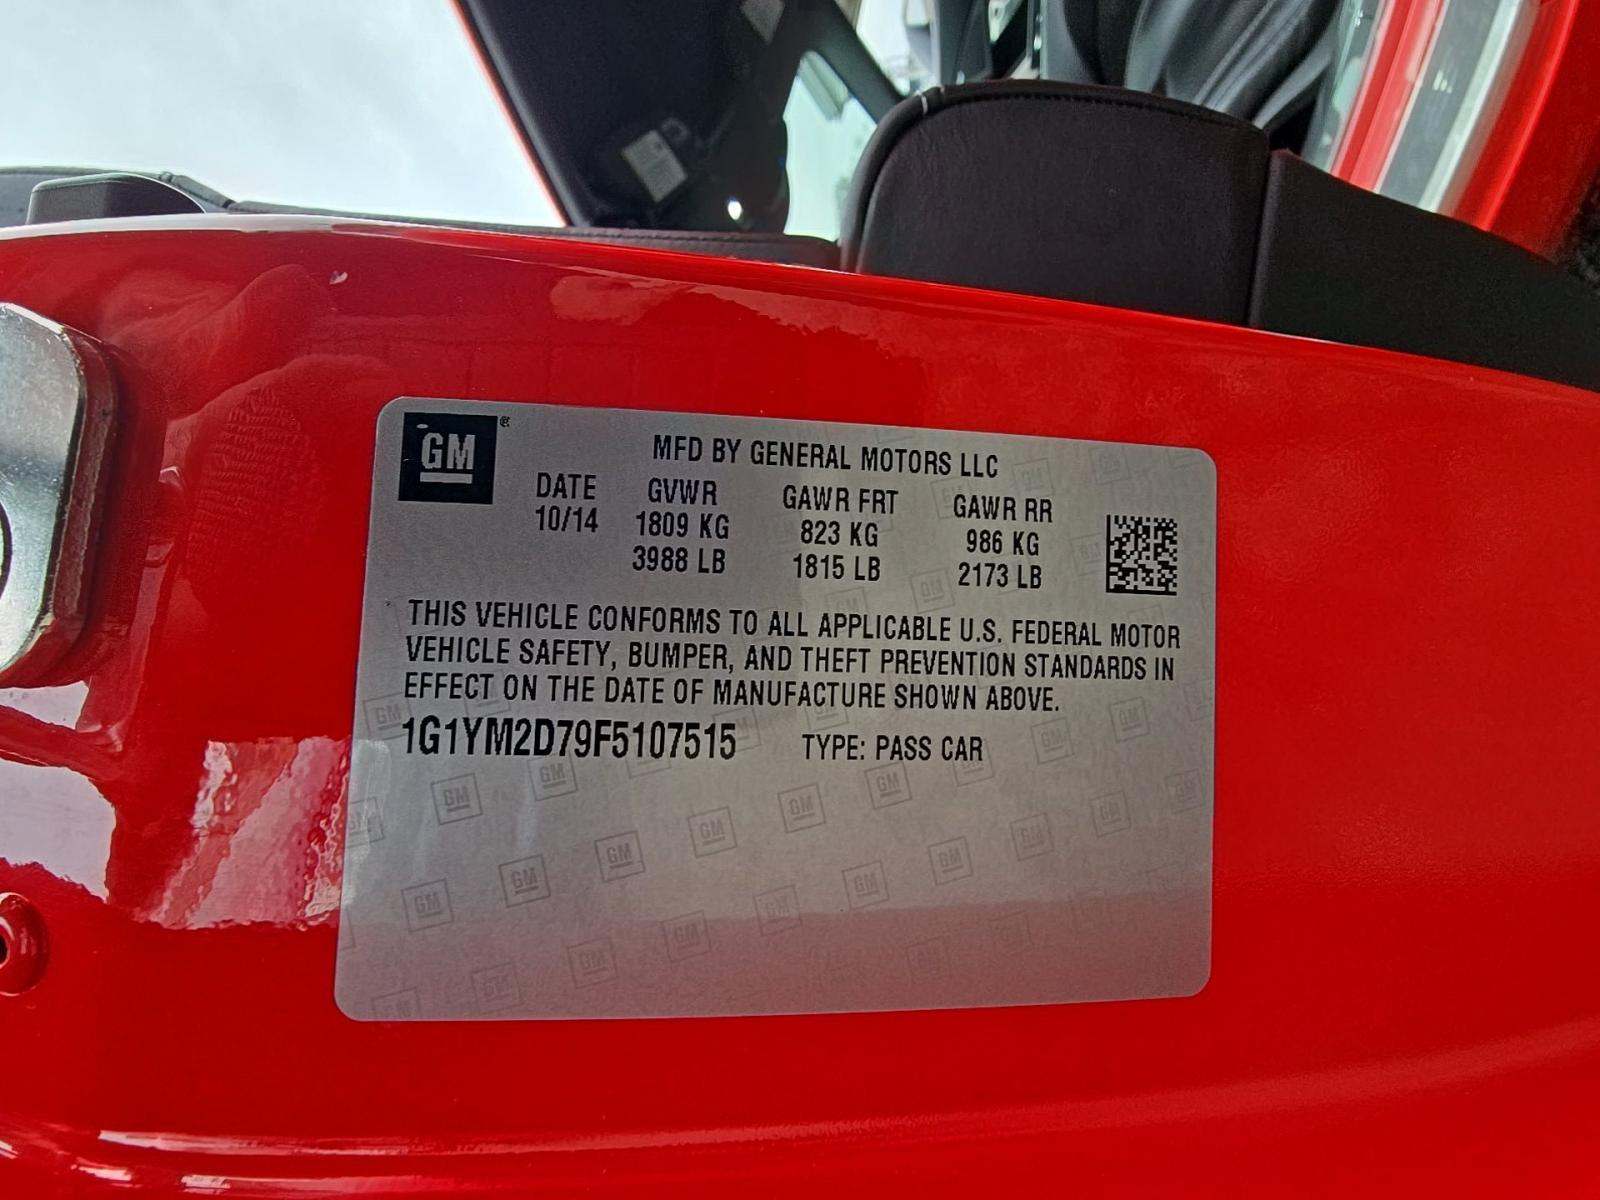 GM ®
MFD BY GENERAL MOTORS LLC
DATE GVWR GAWR FRT GAWR RR
10/14 1809 KG 823 KG 986 KG
3988 LB 1815 LB 2173 LB
THIS VEHICLE CONFORMS TO ALL APPLICABLE U.S. FEDERAL MOTOR
VEHICLE SAFETY, BUMPER, AND THEFT PREVENTION STANDARDS IN
EFFECT ON THE DATE OF MANUFACTURE SHOWN ABOVE.
1G1YM2D79F5107515 TYPE: PASS CAR